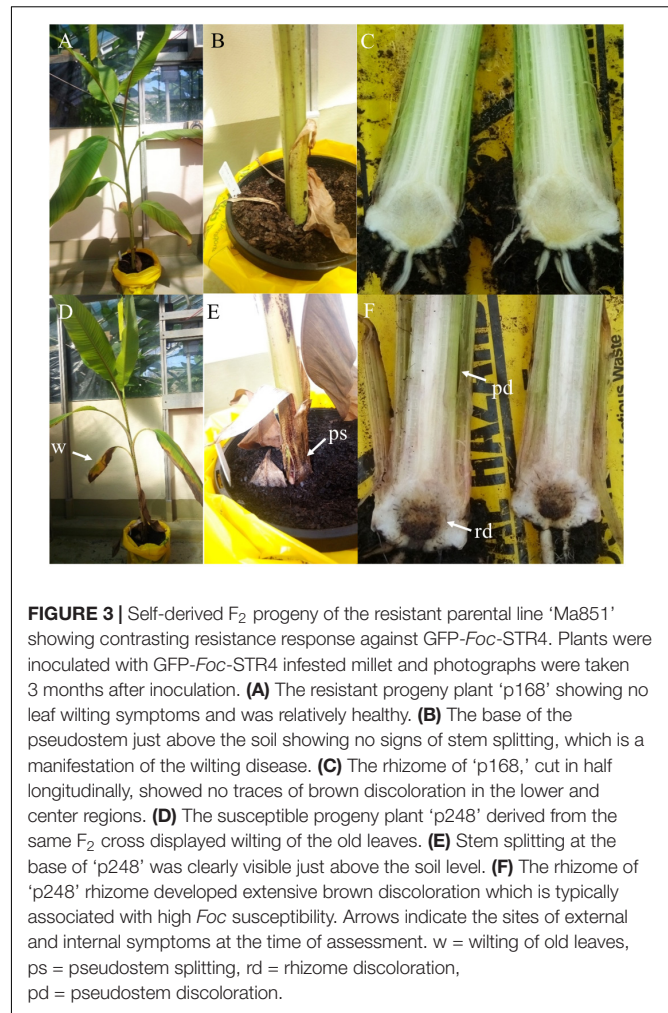 A
B
C
D
w
E
ps
F
pd
rd
HAZARD
Infectious Waste
FIGURE 3 | Self-derived F₂ progeny of the resistant parental line ‘Ma851’
showing contrasting resistance response against GFP-Foc-STR4. Plants were
inoculated with GFP-Foc-STR4 infested millet and photographs were taken
3 months after inoculation. (A) The resistant progeny plant ‘p168’ showing no
leaf wilting symptoms and was relatively healthy. (B) The base of the
pseudostem just above the soil showing no signs of stem splitting, which is a
manifestation of the wilting disease. (C) The rhizome of ‘p168,’ cut in half
longitudinally, showed no traces of brown discoloration in the lower and
center regions. (D) The susceptible progeny plant ‘p248’ derived from the
same F₂ cross displayed wilting of the old leaves. (E) Stem splitting at the
base of ‘p248’ was clearly visible just above the soil level. (F) The rhizome of
‘p248’ rhizome developed extensive brown discoloration which is typically
associated with high Foc susceptibility. Arrows indicate the sites of external
and internal symptoms at the time of assessment. w = wilting of old leaves,
ps = pseudostem splitting, rd = rhizome discoloration,
pd = pseudostem discoloration.